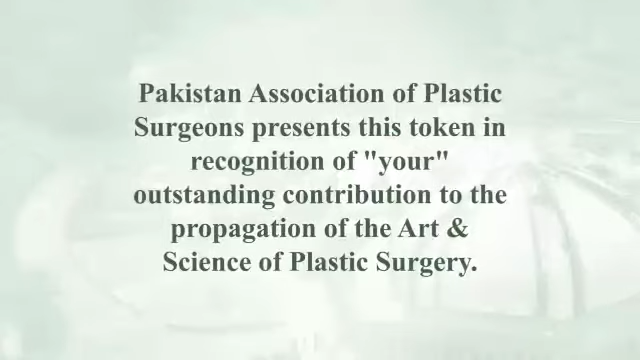 Pakistan Association of Plastic
Surgeons presents this token in
recognition of "your"
outstanding contribution to the
propagation of the Art &
Science of Plastic Surgery.